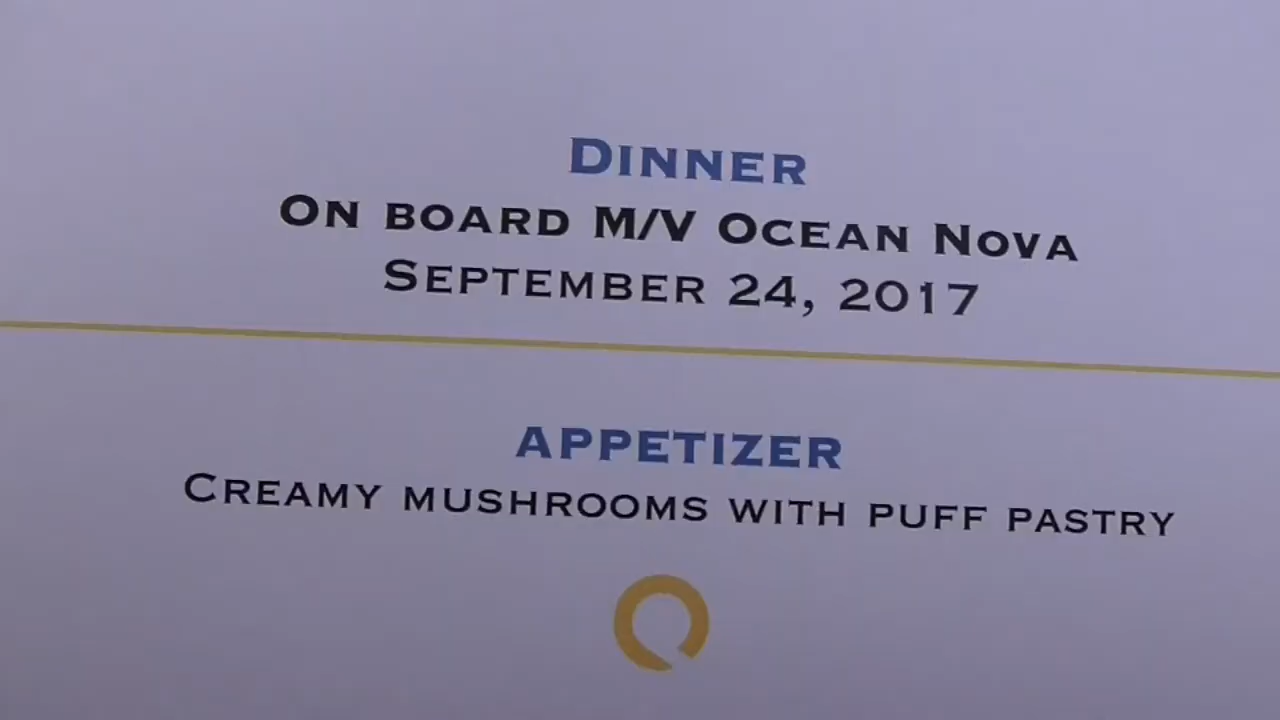 DINNER
ON BOARD M/V OCEAN NOVA
SEPTEMBER 24, 2017
APPETIZER
CREAMY MUSHROOMS WITH PUFF PASTRY